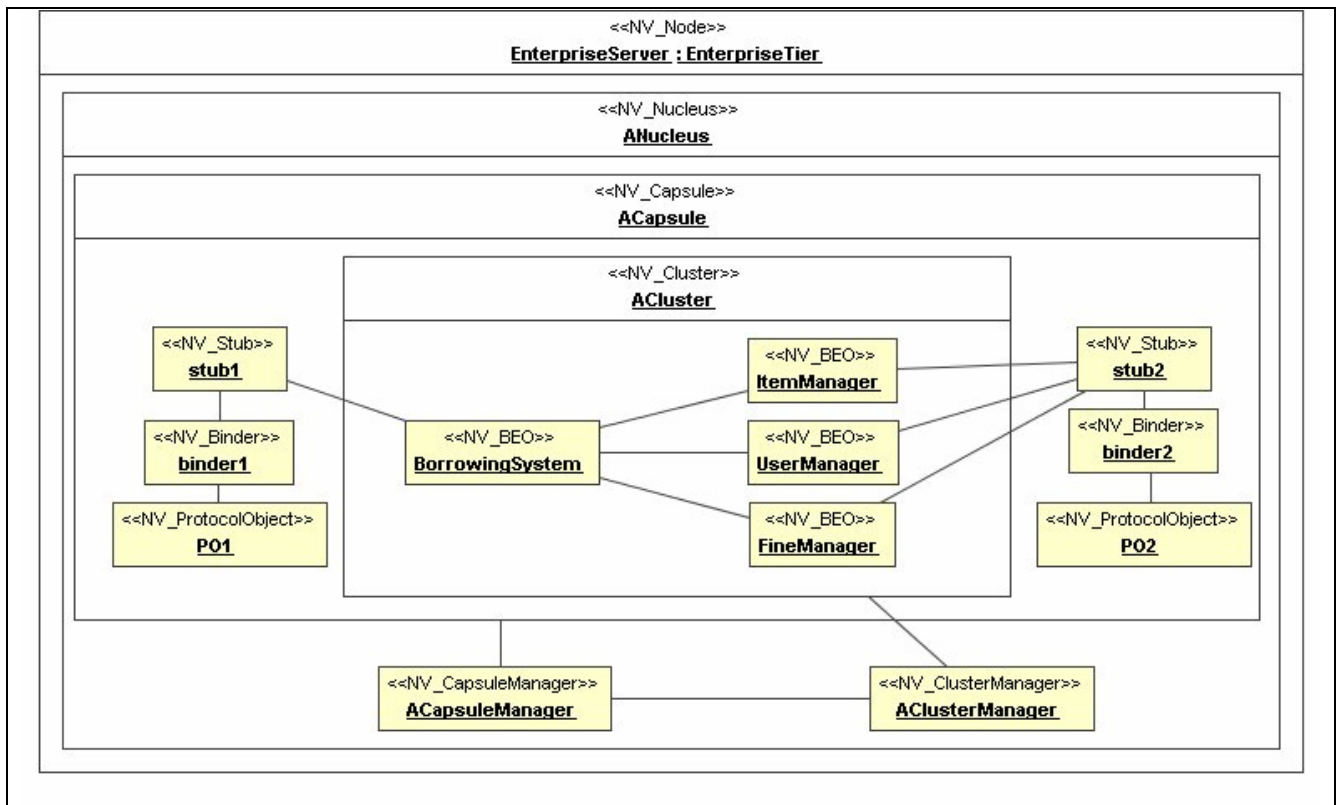 <<NV_Node>>
EnterpriseServer : EnterpriseTier
<<NV_Nucleus>>
ANucleus
<<NV_Capsule>>
ACapsule
<<NV_Cluster>>
ACluster
<<NV_Stub>>
stub1
<<NV_Binder>>
binder1
<<NV_ProtocolObject>>
PO1
<<NV_BEO>>
BorrowingSystem
<<NV_BEO>>
ItemManager
<<NV_BEO>>
UserManager
<<NV_BEO>>
FineManager
<<NV_Stub>>
stub2
<<NV_Binder>>
binder2
<<NV_ProtocolObject>>
PO2
<<NV_CapsuleManager>>
ACapsuleManager
<<NV_ClusterManager>>
AClusterManager